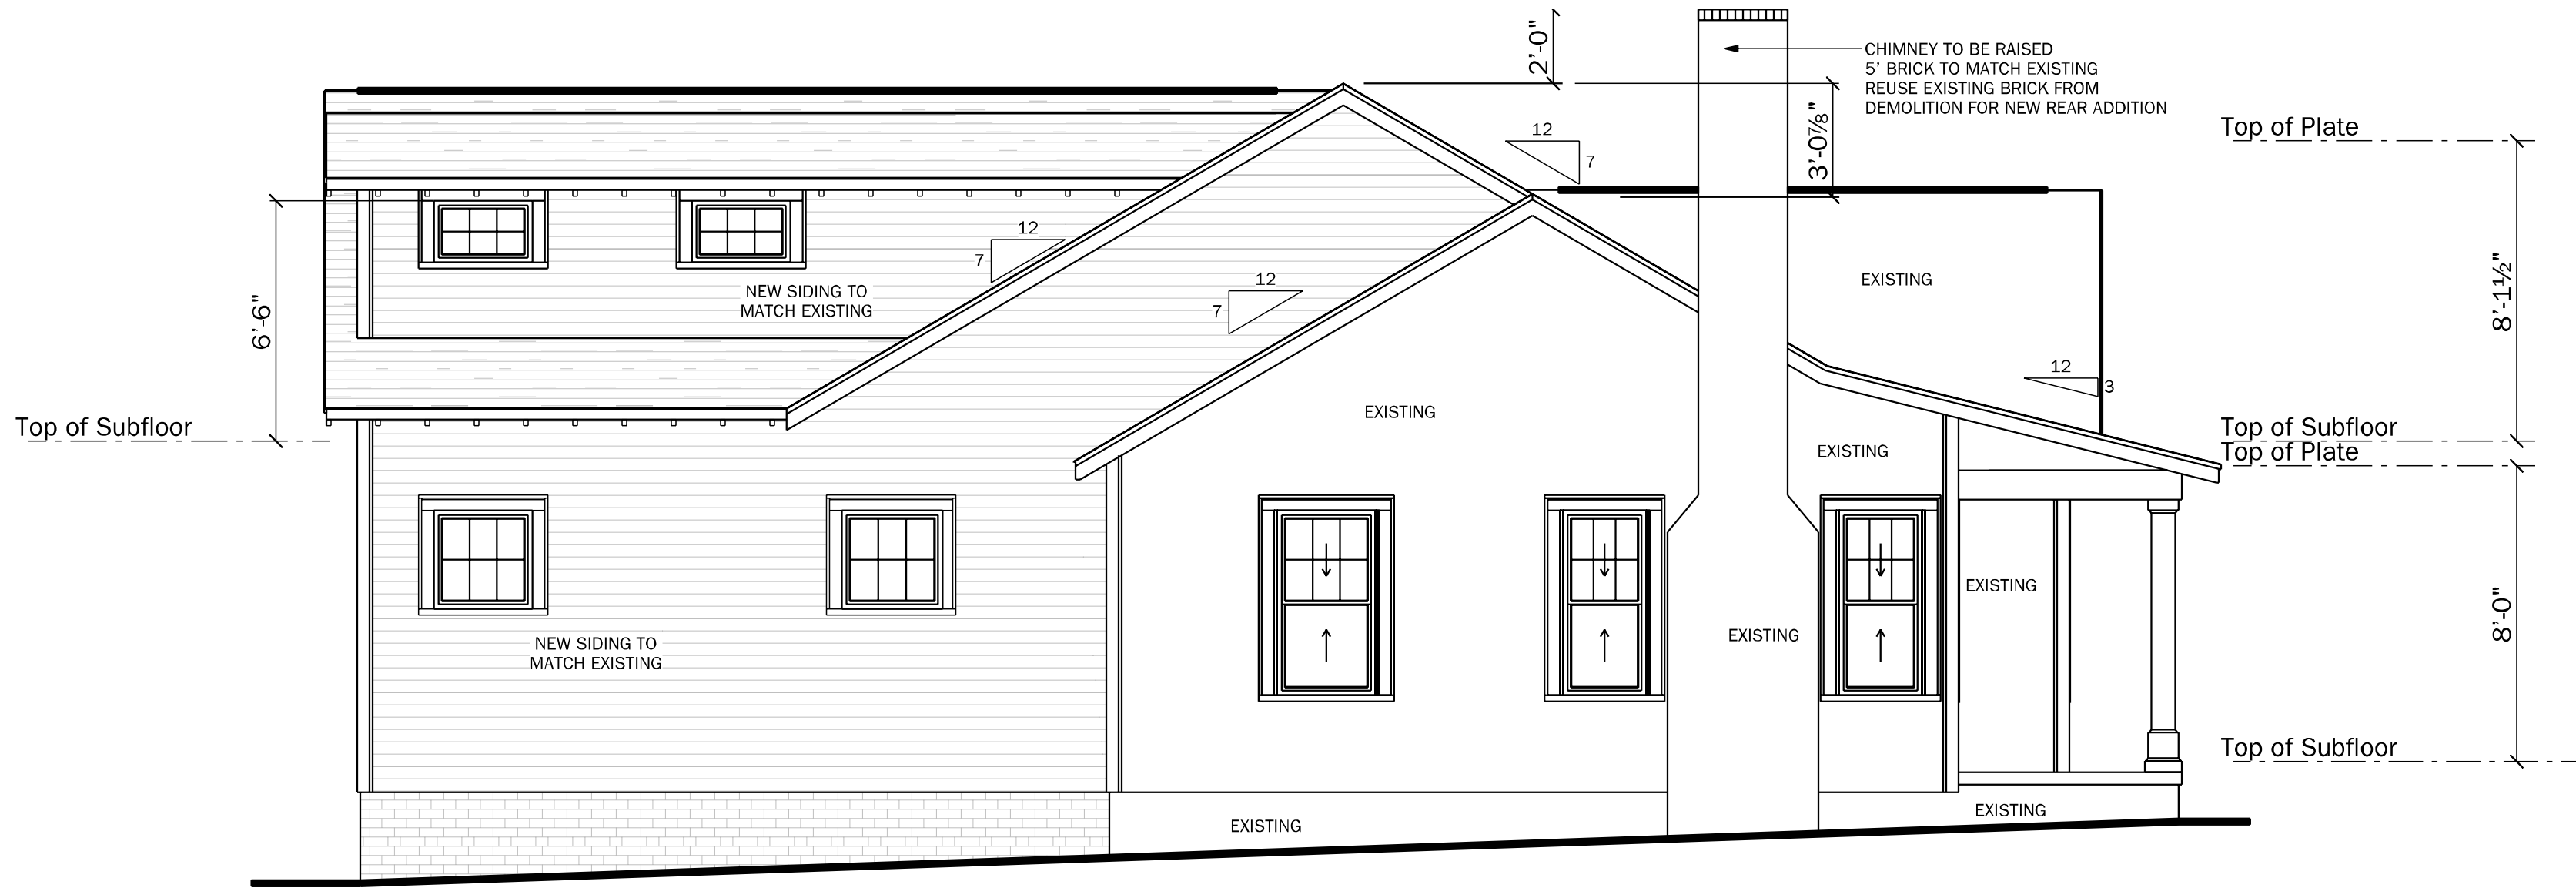 2'-0"
CHIMNEY TO BE RAISED
5' BRICK TO MATCH EXISTING
REUSE EXISTING BRICK FROM
DEMOLITION FOR NEW REAR ADDITION
3'-0⅞"
Top of Plate
12
7
12
7
12
7
6'-6"
NEW SIDING TO
MATCH EXISTING
EXISTING
8'-1½"
12
3
EXISTING
Top of Subfloor
Top of Subfloor
EXISTING
Top of Plate
EXISTING
8'-0"
NEW SIDING TO
MATCH EXISTING
EXISTING
Top of Subfloor
EXISTING
EXISTING